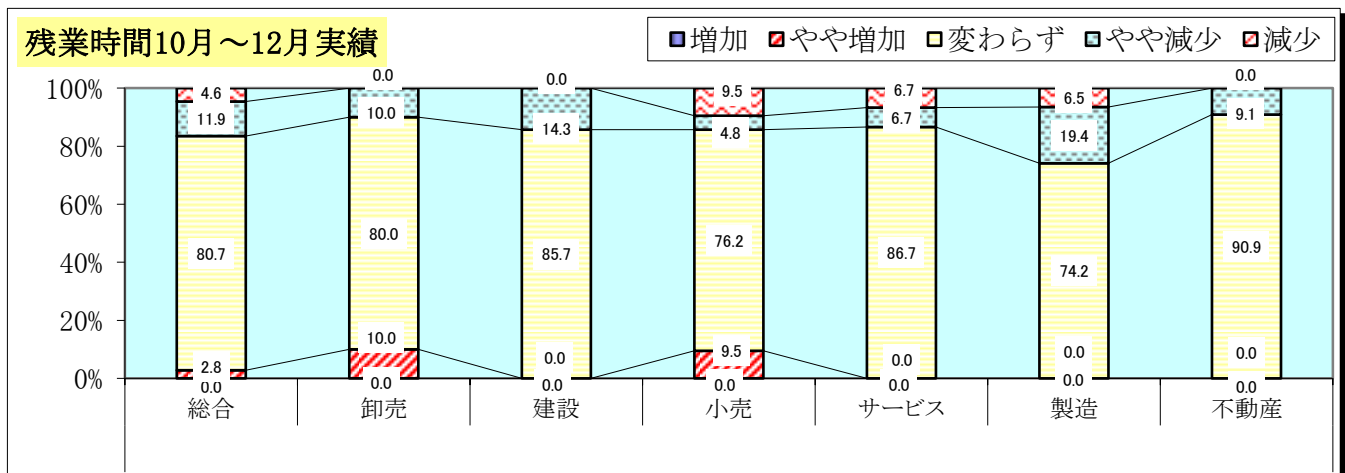 残業時間10月～12月実績
増加 やや増加 変わらず やや減少 減少
0.0 0.0 0.0
100% 4.6 9.5 6.7 6.5
11.9 10.0 14.3 4.8 6.7 19.4 9.1
80%
60%
80.7 80.0 85.7 76.2 86.7 74.2 90.9
40%
20%
2.8 10.0 0.0 9.5 0.0 0.0 0.0
0% 0.0 0.0 0.0 0.0 0.0 0.0 0.0
総合 卸売 建設 小売 サービス 製造 不動産